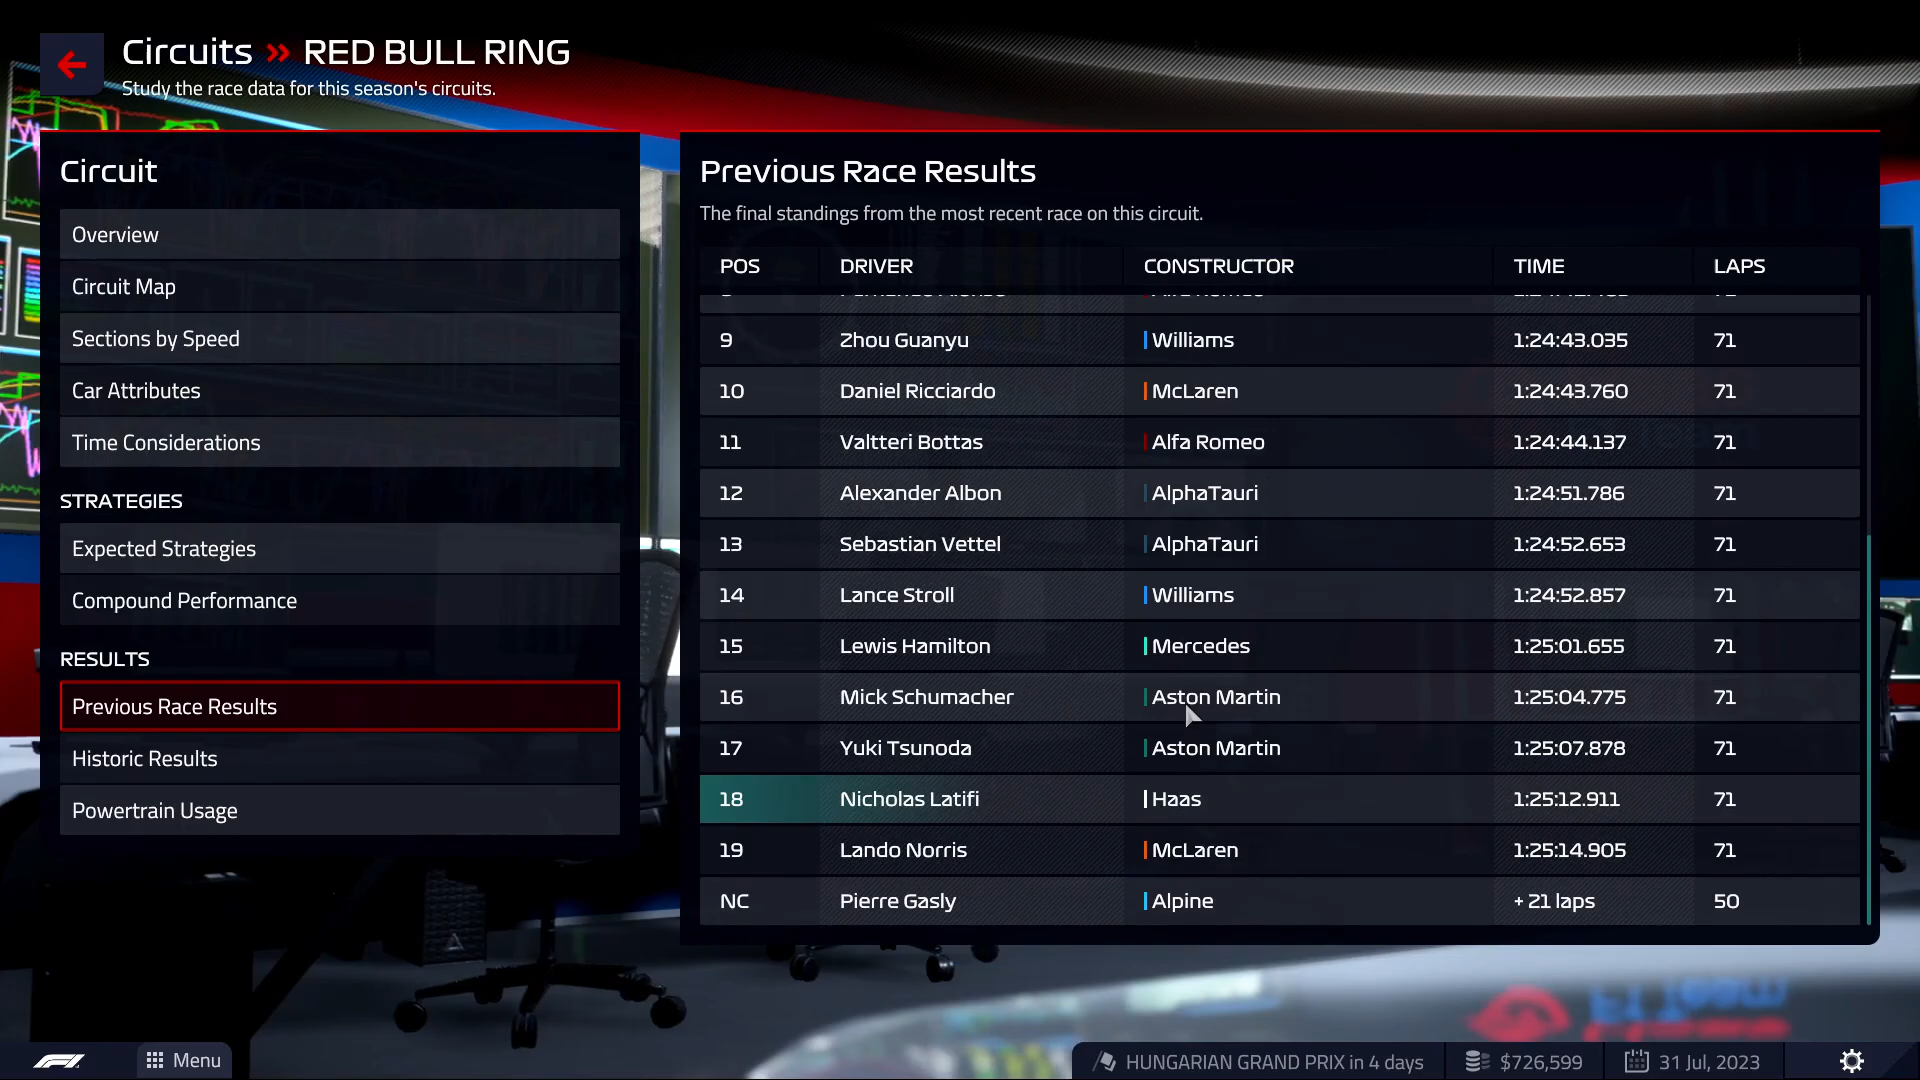 Circuits » RED BULL RING
Study the race data for this season's circuits.
Circuit
Overview
Circuit Map
Sections by Speed
Car Attributes
Time Considerations
STRATEGIES
Expected Strategies
Compound Performance
RESULTS
Previous Race Results
Historic Results
Powertrain Usage
Previous Race Results
The final standings from the most recent race on this circuit.
POS DRIVER CONSTRUCTOR TIME LAPS
9 Zhou Guanyu Williams 1:24:43.035 71
10 Daniel Ricciardo McLaren 1:24:43.760 71
11 Valtteri Bottas Alfa Romeo 1:24:44.137 71
12 Alexander Albon AlphaTauri 1:24:51.786 71
13 Sebastian Vettel AlphaTauri 1:24:52.653 71
14 Lance Stroll Williams 1:24:52.857 71
15 Lewis Hamilton Mercedes 1:25:01.655 71
16 Mick Schumacher Aston Martin 1:25:04.775 71
17 Yuki Tsunoda Aston Martin 1:25:07.878 71
18 Nicholas Latifi Haas 1:25:12.911 71
19 Lando Norris McLaren 1:25:14.905 71
NC Pierre Gasly Alpine + 21 laps 50
Menu
HUNGARIAN GRAND PRIX in 4 days
$726,599
31 Jul, 2023